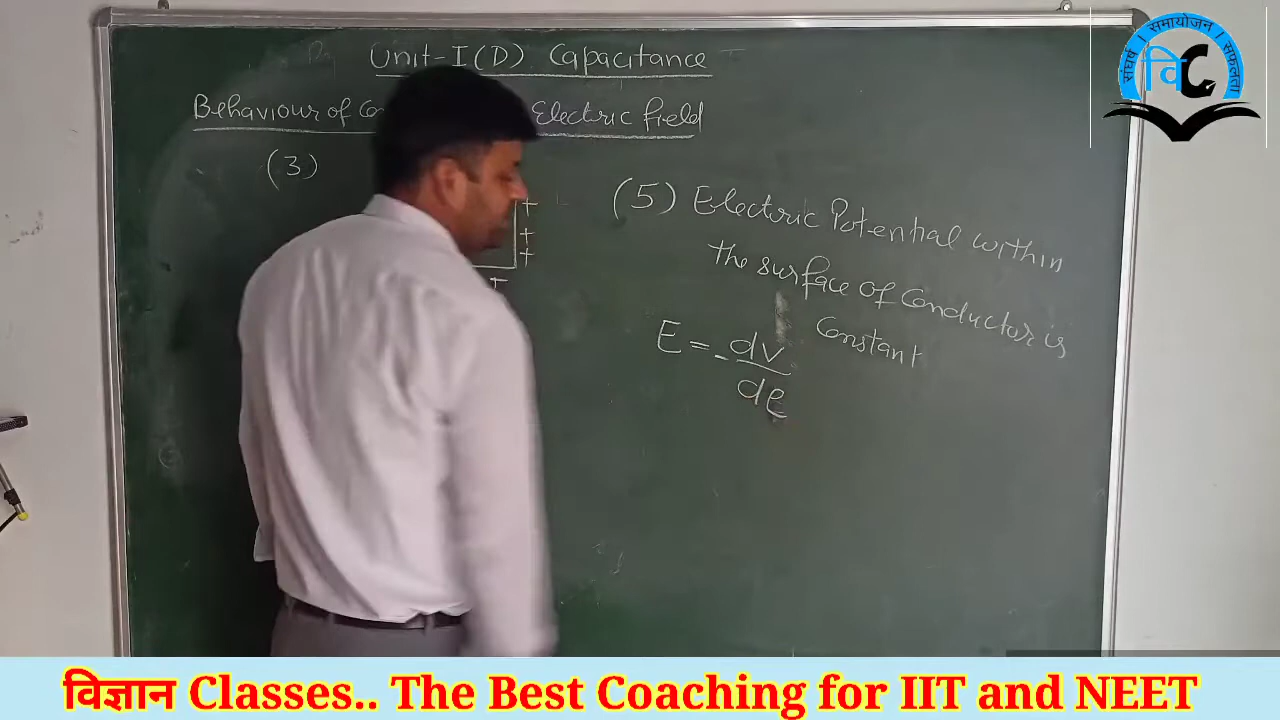 Unit-I(D) Capacitance
Behaviour of Electric field
(3)
+
+
+
+
(5) Electric Potential within
the surface of Conductor is
Constant
E = - dv
dl
संघर्ष । समायोजन । सफलता
वि C
विज्ञान Classes.. The Best Coaching for IIT and NEET